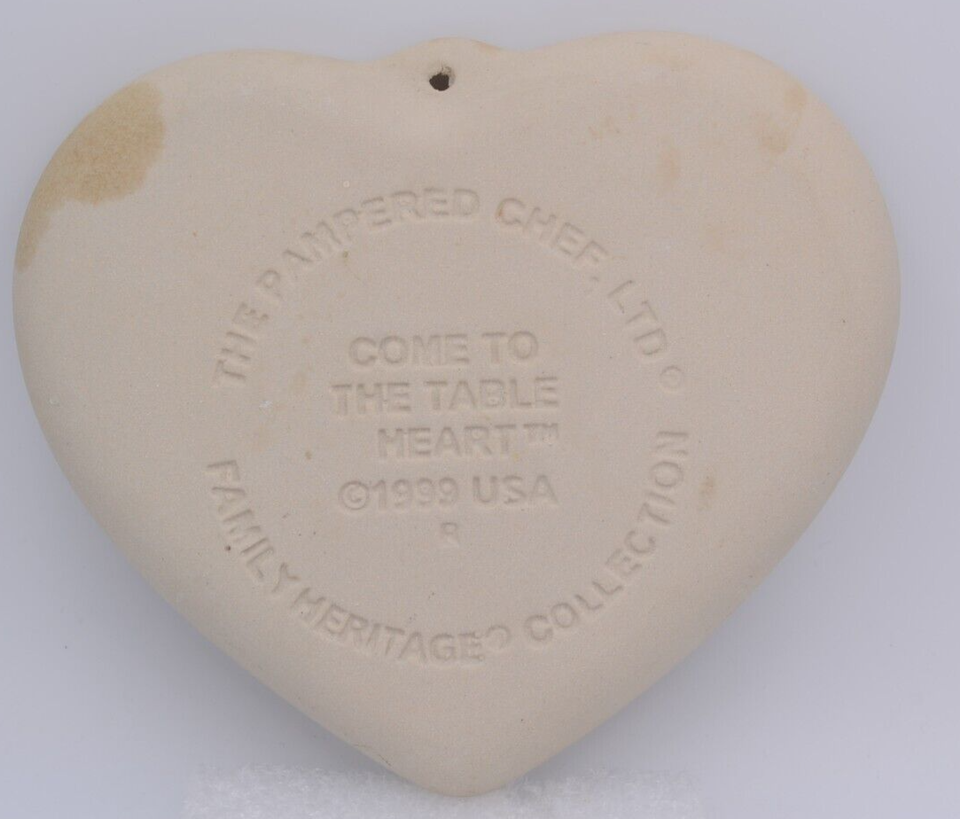 THE PAMPERED CHEF, LTD®
COME TO
THE TABLE
HEART™
©1999 USA
R
FAMILY HERITAGE® COLLECTION